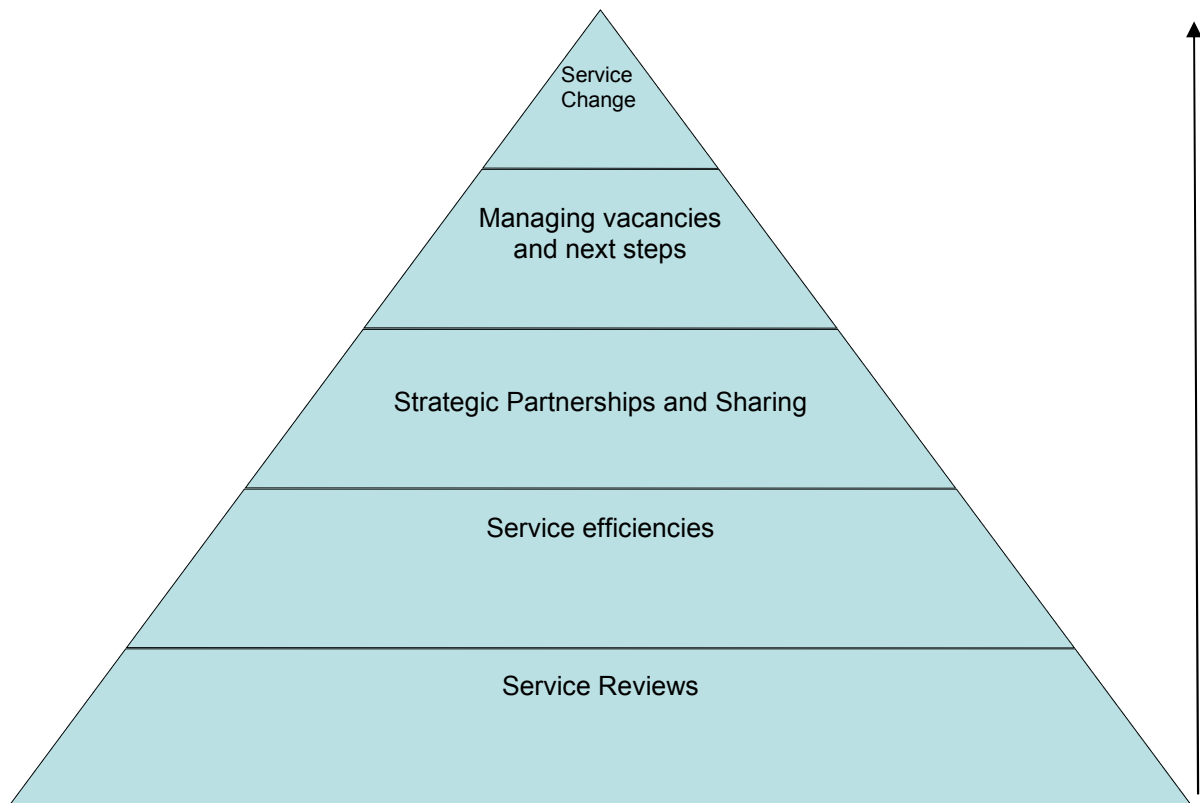 Service
Change
Managing vacancies
and next steps
Strategic Partnerships and Sharing
Service efficiencies
Service Reviews